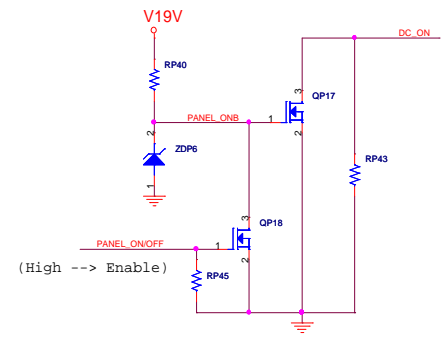 V19V
DC_ON
RP40
3
QP17
PANEL_ONB
1
2
2
ZDP6
1
RP43
3
QP18
PANEL_ON/OFF
1
2
(High --> Enable)
RP45